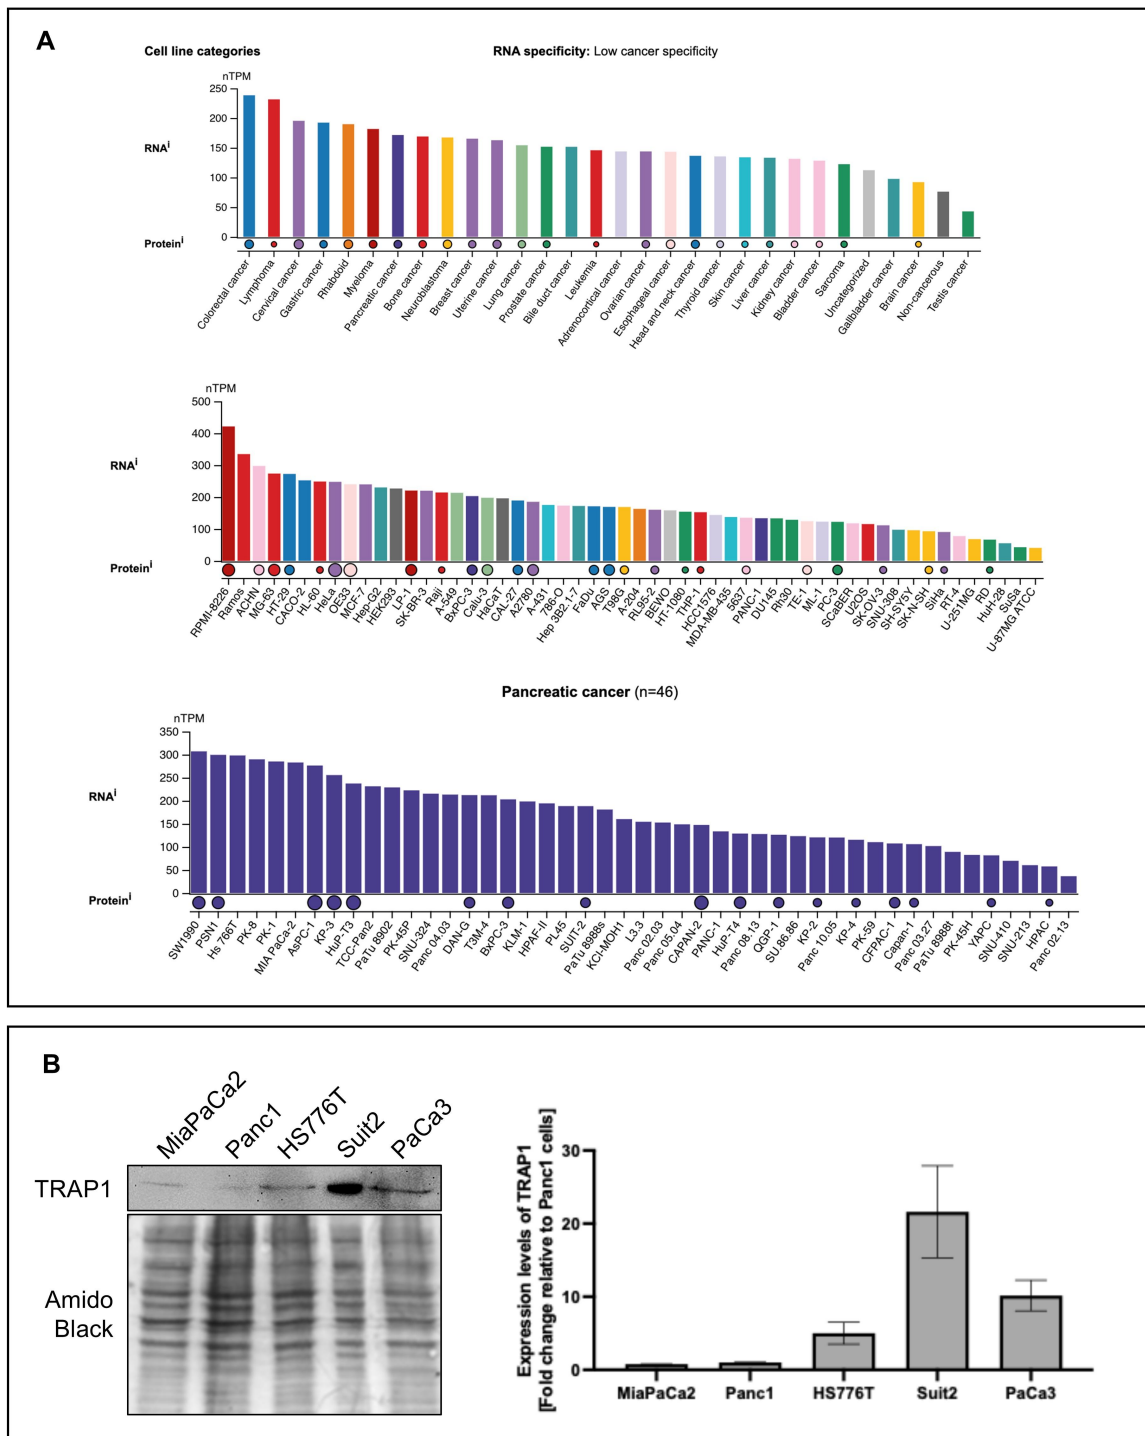 A
Cell line categories
RNA specificity: Low cancer specificity
nTPM
250
200
150
100
50
0
RNAⁱ
Proteinⁱ
Colorectal cancer
Lymphoma
Cervical cancer
Gastric cancer
Rhabdoid
Myeloma
Pancreatic cancer
Bone cancer
Neuroblastoma
Breast cancer
Uterine cancer
Lung cancer
Prostate cancer
Bile duct cancer
Leukemia
Adrenocortical cancer
Ovarian cancer
Esophageal cancer
Head and neck cancer
Thyroid cancer
Skin cancer
Liver cancer
Kidney cancer
Bladder cancer
Sarcoma
Uncategorized
Gallbladder cancer
Brain cancer
Non-cancerous
Testis cancer
nTPM
500
400
300
200
100
0
RNAⁱ
Proteinⁱ
RPMI-8226
Ramos
ACHN
MG-63
HT-29
CACO-2
HL-60
HeLa
OE33
MCF-7
Hep-G2
HEK293
LP-1
SK-BR-3
Raji
A-549
BxPC-3
Calu-3
HaCaT
CAL-27
A2780
A-431
786-O
Hep 3B2.1-7
FaDu
AGS
T98G
A-204
RL95-2
BEWO
HT-1080
THP-1
HCC1576
MDA-MB-435
5637
PANC-1
DU145
Rh30
TE-1
ML-1
PC-3
SCaBER
U2OS
SK-OV-3
SNU-308
SH-SY5Y
SK-N-SH
SiHa
RT-4
U-251MG
RD
HuH-28
SuSa
U-87MG ATCC
Pancreatic cancer (n=46)
nTPM
350
300
250
200
150
100
50
0
RNAⁱ
Proteinⁱ
SW1990
PSN1
Hs 766T
PK-8
PK-1
MIA PaCa-2
AsPC-1
KP-3
HuP-T3
TCC-Pan2
PaTu 8902
PK-45P
SNU-324
Panc 04.03
DAN-G
T3M-4
BxPC-3
KLM-1
HPAF-II
PL45
SUIT-2
PaTu 8988s
KCI-MOH1
L3.3
Panc 02.03
Panc 05.04
CAPAN-2
PANC-1
HuP-T4
Panc 08.13
QGP-1
SU.86.86
KP-2
Panc 10.05
KP-4
PK-59
CFPAC-1
Capan-1
Panc 03.27
PaTu 8988t
PK-45H
YAPC
SNU-410
SNU-213
HPAC
Panc 02.13
B
MiaPaCa2
Panc1
HS776T
Suit2
PaCa3
TRAP1
Amido
Black
Expression levels of TRAP1
[Fold change relative to Panc1 cells]
30
20
10
0
MiaPaCa2
Panc1
HS776T
Suit2
PaCa3